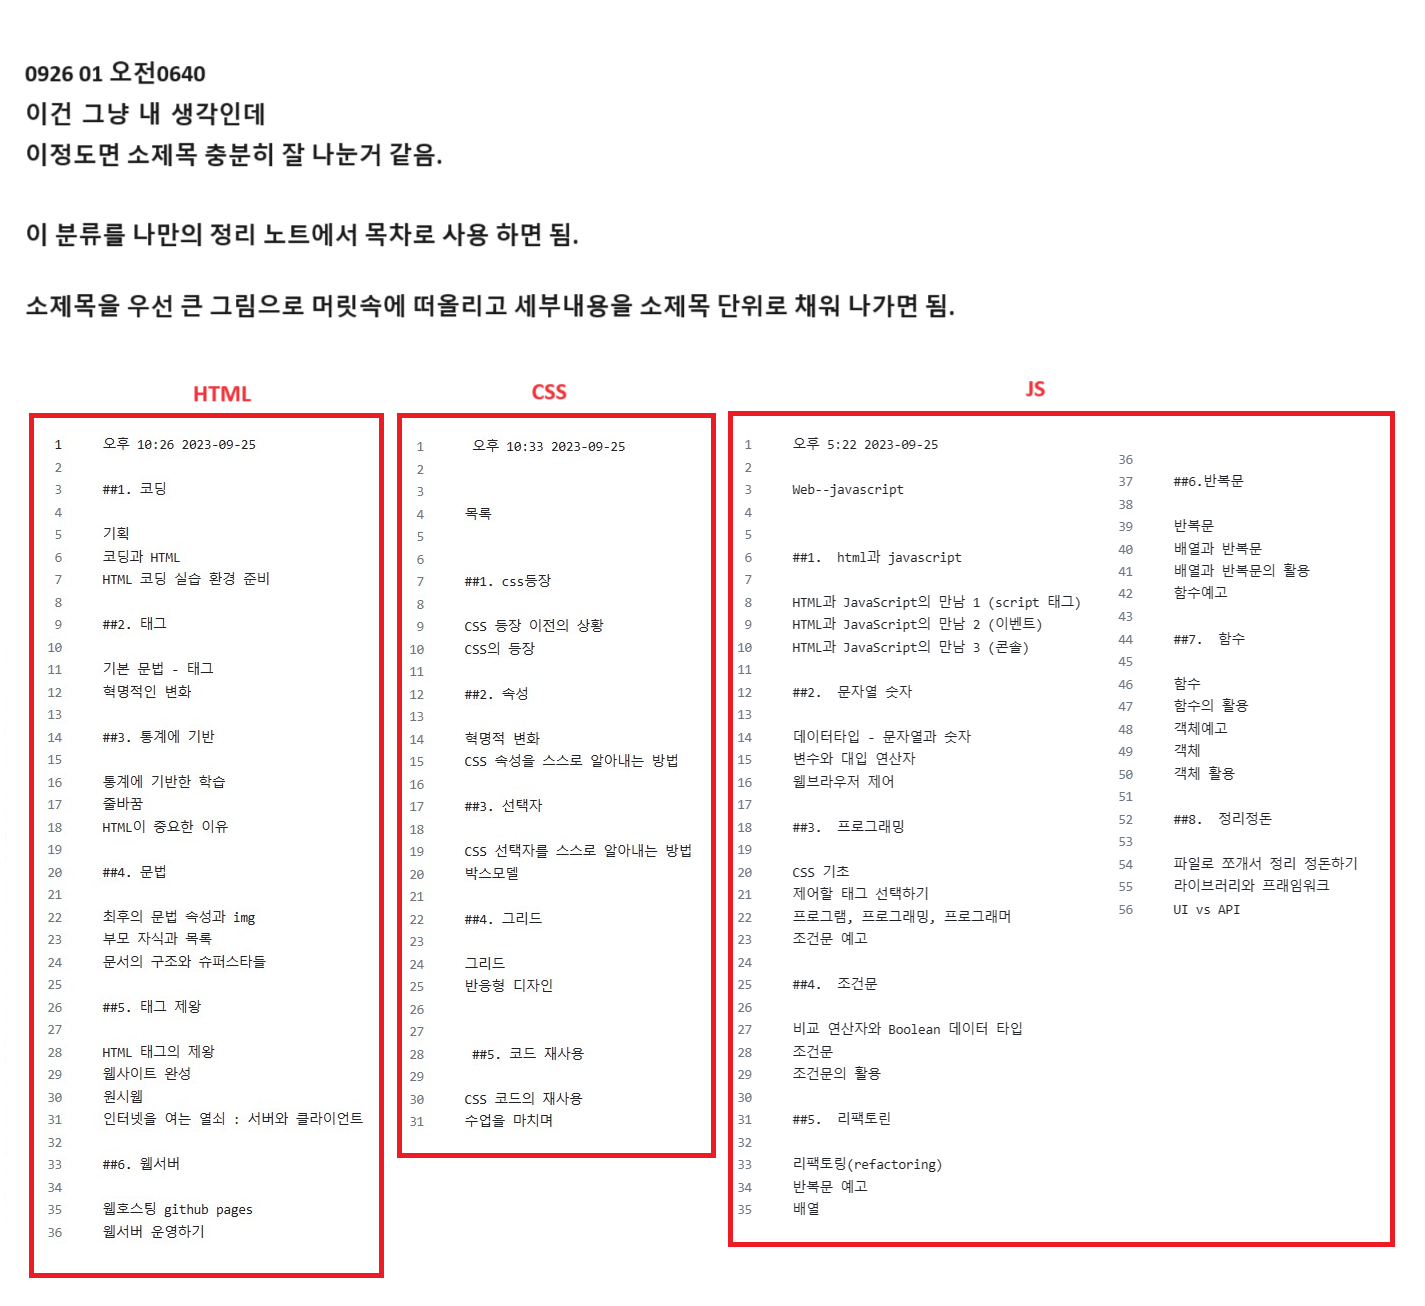 0926 01 오전0640
이건 그냥 내 생각인데
이정도면 소제목 충분히 잘 나눈거 같음.
이 분류를 나만의 정리 노트에서 목차로 사용 하면 됨.
소제목을 우선 큰 그림으로 머릿속에 떠올리고 세부내용을 소제목 단위로 채워 나가면 됨.
HTML
1 오후 10:26 2023-09-25
2
3 ##1. 코딩
4
5 기획
6 코딩과 HTML
7 HTML 코딩 실습 환경 준비
8
9 ##2. 태그
10
11 기본 문법 - 태그
12 혁명적인 변화
13
14 ##3. 통계에 기반
15
16 통계에 기반한 학습
17 줄바꿈
18 HTML이 중요한 이유
19
20 ##4. 문법
21
22 최후의 문법 속성과 img
23 부모 자식과 목록
24 문서의 구조와 슈퍼스타들
25
26 ##5. 태그 제왕
27
28 HTML 태그의 제왕
29 웹사이트 완성
30 원시웹
31 인터넷을 여는 열쇠 : 서버와 클라이언트
32
33 ##6. 웹서버
34
35 웹호스팅 github pages
36 웹서버 운영하기
CSS
1 오후 10:33 2023-09-25
2
3
4 목록
5
6
7 ##1. css등장
8
9 CSS 등장 이전의 상황
10 CSS의 등장
11
12 ##2. 속성
13
14 혁명적 변화
15 CSS 속성을 스스로 알아내는 방법
16
17 ##3. 선택자
18
19 CSS 선택자를 스스로 알아내는 방법
20 박스모델
21
22 ##4. 그리드
23
24 그리드
25 반응형 디자인
26
27
28 ##5. 코드 재사용
29
30 CSS 코드의 재사용
31 수업을 마치며
JS
1 오후 5:22 2023-09-25
2
3 Web--javascript
4
5
6 ##1. html과 javascript
7
8 HTML과 JavaScript의 만남 1 (script 태그)
9 HTML과 JavaScript의 만남 2 (이벤트)
10 HTML과 JavaScript의 만남 3 (콘솔)
11
12 ##2. 문자열 숫자
13
14 데이터타입 - 문자열과 숫자
15 변수와 대입 연산자
16 웹브라우저 제어
17
18 ##3. 프로그래밍
19
20 CSS 기초
21 제어할 태그 선택하기
22 프로그램, 프로그래밍, 프로그래머
23 조건문 예고
24
25 ##4. 조건문
26
27 비교 연산자와 Boolean 데이터 타입
28 조건문
29 조건문의 활용
30
31 ##5. 리팩토린
32
33 리팩토링(refactoring)
34 반복문 예고
35 배열
36
37 ##6.반복문
38
39 반복문
40 배열과 반복문
41 배열과 반복문의 활용
42 함수예고
43
44 ##7. 함수
45
46 함수
47 함수의 활용
48 객체예고
49 객체
50 객체 활용
51
52 ##8. 정리정돈
53
54 파일로 쪼개서 정리 정돈하기
55 라이브러리와 프래임워크
56 UI vs API